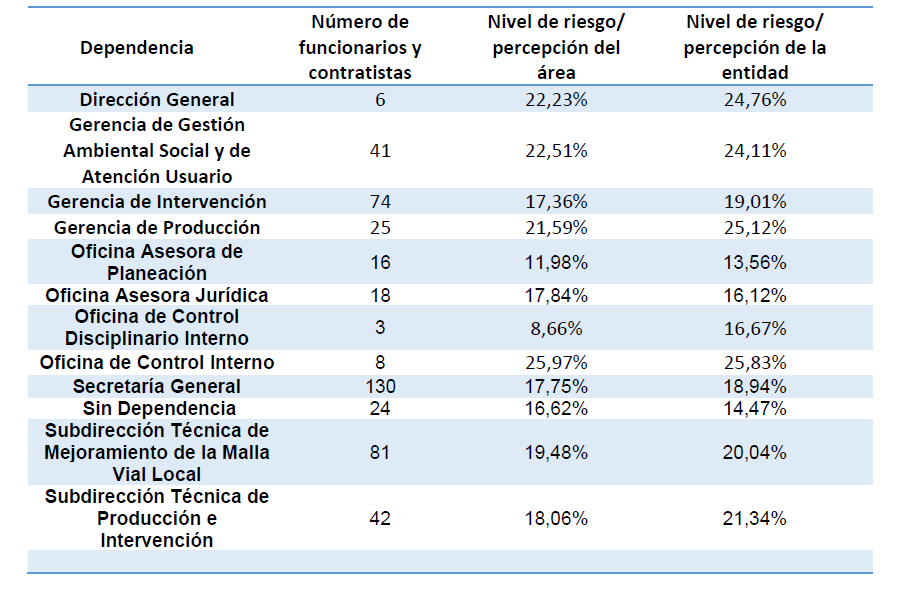 Dependencia Número de funcionarios y contratistas Nivel de riesgo/ percepción del área Nivel de riesgo/ percepción de la entidad
Dirección General 6 22,23% 24,76%
Gerencia de Gestión Ambiental Social y de Atención Usuario 41 22,51% 24,11%
Gerencia de Intervención 74 17,36% 19,01%
Gerencia de Producción 25 21,59% 25,12%
Oficina Asesora de Planeación 16 11,98% 13,56%
Oficina Asesora Jurídica 18 17,84% 16,12%
Oficina de Control Disciplinario Interno 3 8,66% 16,67%
Oficina de Control Interno 8 25,97% 25,83%
Secretaría General 130 17,75% 18,94%
Sin Dependencia 24 16,62% 14,47%
Subdirección Técnica de Mejoramiento de la Malla Vial Local 81 19,48% 20,04%
Subdirección Técnica de Producción e Intervención 42 18,06% 21,34%